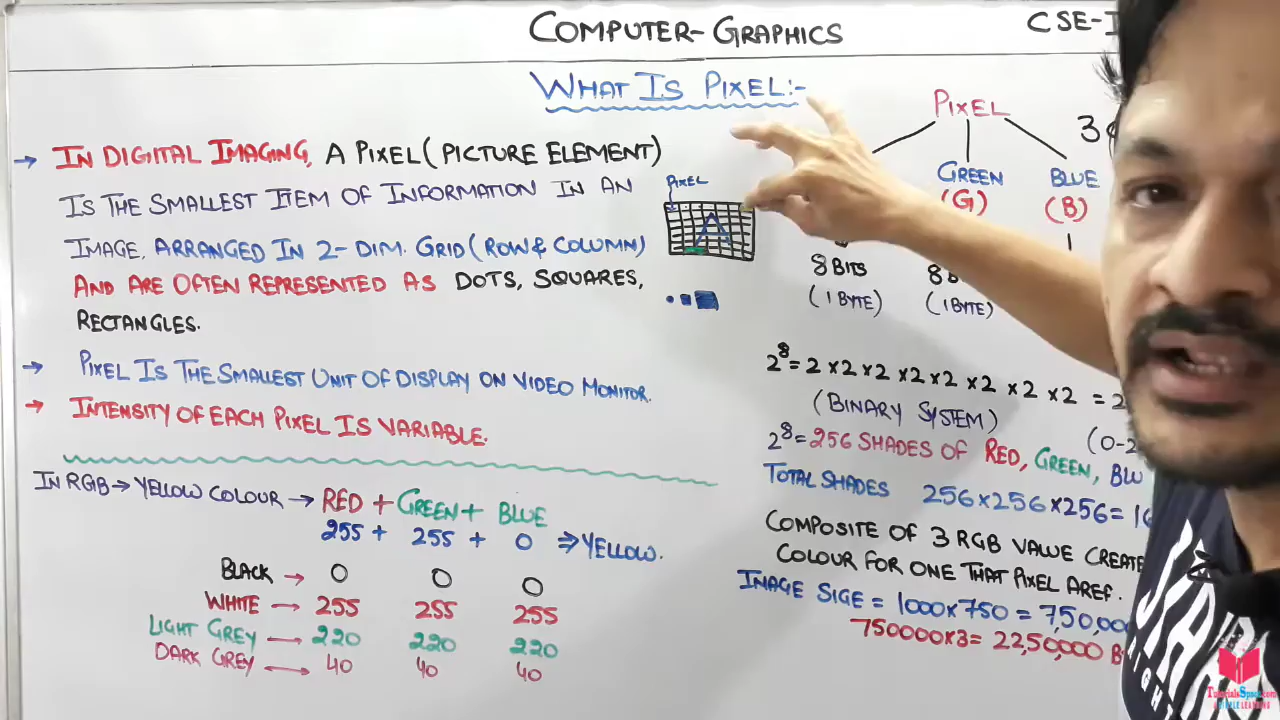 COMPUTER-GRAPHICS
CSE-I
WHAT IS PIXEL:-
→ IN DIGITAL IMAGING, A PIXEL (PICTURE ELEMENT)
IS THE SMALLEST ITEM OF INFORMATION IN AN
IMAGE, ARRANGED IN 2-DIM. GRID (ROW & COLUMN)
AND ARE OFTEN REPRESENTED AS DOTS, SQUARES,
RECTANGLES.
→ PIXEL IS THE SMALLEST UNIT OF DISPLAY ON VIDEO MONITOR.
→ INTENSITY OF EACH PIXEL IS VARIABLE.
PIXEL
IN RGB → YELLOW COLOUR → RED + GREEN + BLUE
255 + 255 + 0 ⇒ YELLOW.
BLACK → 0 0 0
WHITE → 255 255 255
LIGHT GREY → 220 220 220
DARK GREY → 40 40 40
PIXEL
3
GREEN BLUE
(G) (B)
8 BITS 8 B
(1 BYTE) (1 BYTE)
2⁸ = 2 × 2 × 2 × 2 × 2 × 2 × 2 × 2 = 2
(BINARY SYSTEM) (0-2
2⁸ = 256 SHADES OF RED, GREEN, BLU
TOTAL SHADES 256×256×256= 16
COMPOSITE OF 3 RGB VALUE CREATE
COLOUR FOR ONE THAT PIXEL AREA.
IMAGE SIGE = 1000×750 = 7,50,000
750000×3 = 22,50,000 B
TutorialsSpace.com